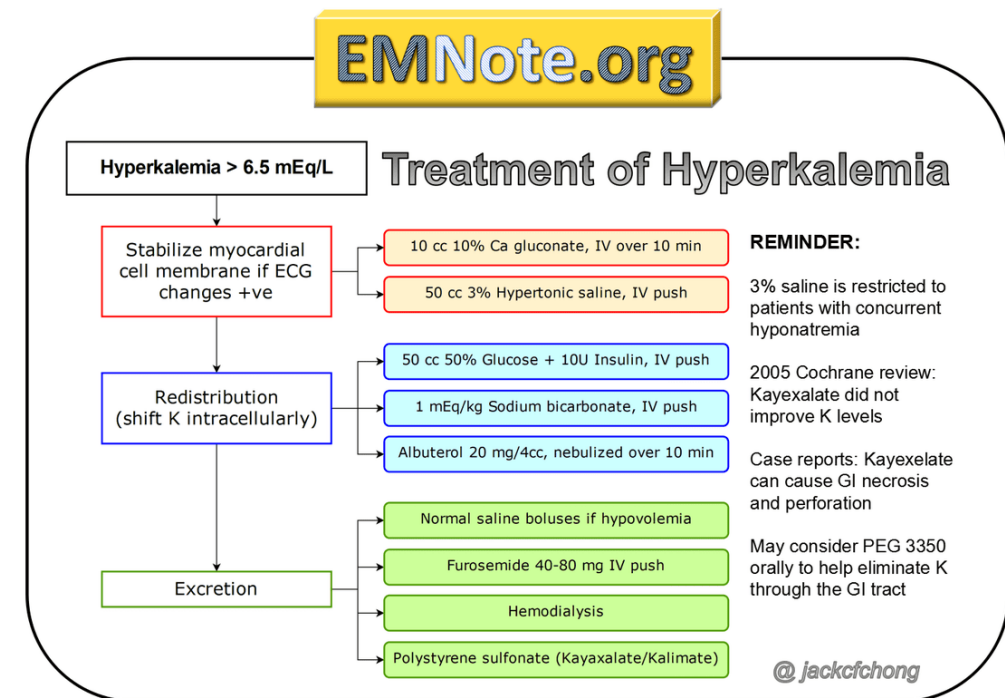 EMNote.org
Treatment of Hyperkalemia
Hyperkalemia > 6.5 mEq/L
Stabilize myocardial
cell membrane if ECG
changes +ve
10 cc 10% Ca gluconate, IV over 10 min
50 cc 3% Hypertonic saline, IV push
Redistribution
(shift K intracellularly)
50 cc 50% Glucose + 10U Insulin, IV push
1 mEq/kg Sodium bicarbonate, IV push
Albuterol 20 mg/4cc, nebulized over 10 min
Excretion
Normal saline boluses if hypovolemia
Furosemide 40-80 mg IV push
Hemodialysis
Polystyrene sulfonate (Kayaxalate/Kalimate)
REMINDER:
3% saline is restricted to
patients with concurrent
hyponatremia
2005 Cochrane review:
Kayexalate did not
improve K levels
Case reports: Kayexelate
can cause GI necrosis
and perforation
May consider PEG 3350
orally to help eliminate K
through the GI tract
@ jackcfchong